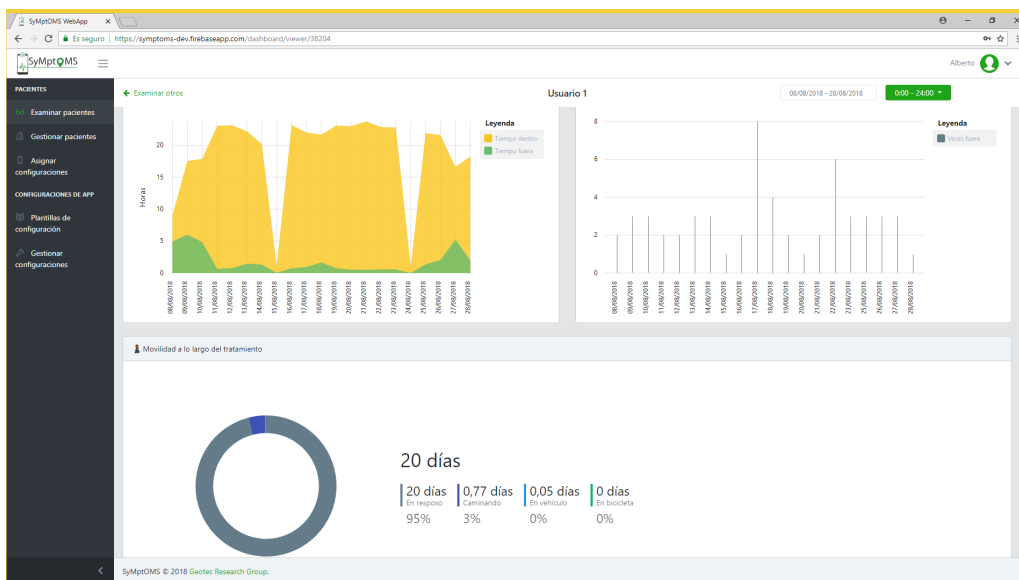 SyMptOMS WebApp
Es seguro
https://symptoms-dev.firebaseapp.com/dashboard/viewer/38204
SyMptOMS
Alberto
PACIENTES
Examinar pacientes
Gestionar pacientes
Asignar
configuraciones
CONFIGURACIONES DE APP
Plantillas de
configuración
Gestionar
configuraciones
Examinar otros
Usuario 1
08/08/2018 - 28/08/2018
0:00 - 24:00
Horas
20
15
10
5
0
08/08/2018
09/08/2018
10/08/2018
11/08/2018
12/08/2018
13/08/2018
14/08/2018
15/08/2018
16/08/2018
17/08/2018
18/08/2018
19/08/2018
20/08/2018
21/08/2018
22/08/2018
23/08/2018
24/08/2018
25/08/2018
26/08/2018
27/08/2018
28/08/2018
Leyenda
Tiempo dentro
Tiempo fuera
8
6
4
2
0
08/08/2018
09/08/2018
10/08/2018
11/08/2018
12/08/2018
13/08/2018
14/08/2018
15/08/2018
16/08/2018
17/08/2018
18/08/2018
19/08/2018
20/08/2018
21/08/2018
22/08/2018
23/08/2018
24/08/2018
25/08/2018
26/08/2018
27/08/2018
28/08/2018
Leyenda
Veces fuera
Movilidad a lo largo del tratamiento
20 días
20 días 0,77 días 0,05 días 0 días
En resposo Caminando En vehículo En bicicleta
95% 3% 0% 0%
SyMptOMS © 2018 Geotec Research Group.